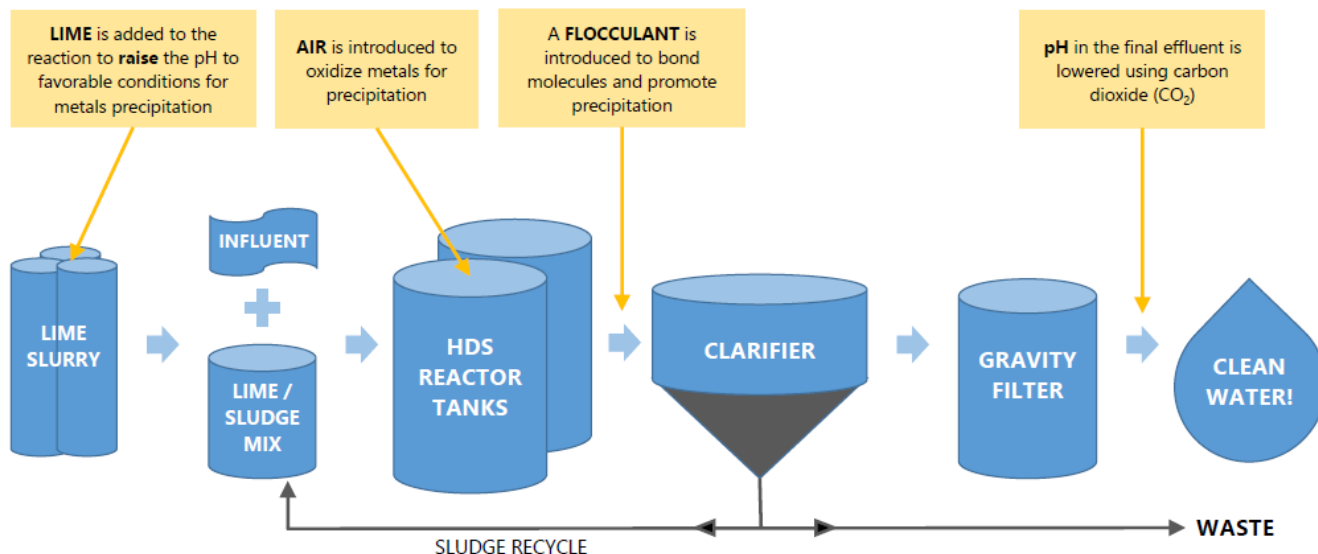 LIME is added to the
reaction to raise the pH to
favorable conditions for
metals precipitation
AIR is introduced to
oxidize metals for
precipitation
A FLOCCULANT is
introduced to bond
molecules and promote
precipitation
pH in the final effluent is
lowered using carbon
dioxide (CO₂)
LIME
SLURRY
INFLUENT
LIME /
SLUDGE
MIX
HDS
REACTOR
TANKS
CLARIFIER
GRAVITY
FILTER
CLEAN
WATER!
SLUDGE RECYCLE
WASTE